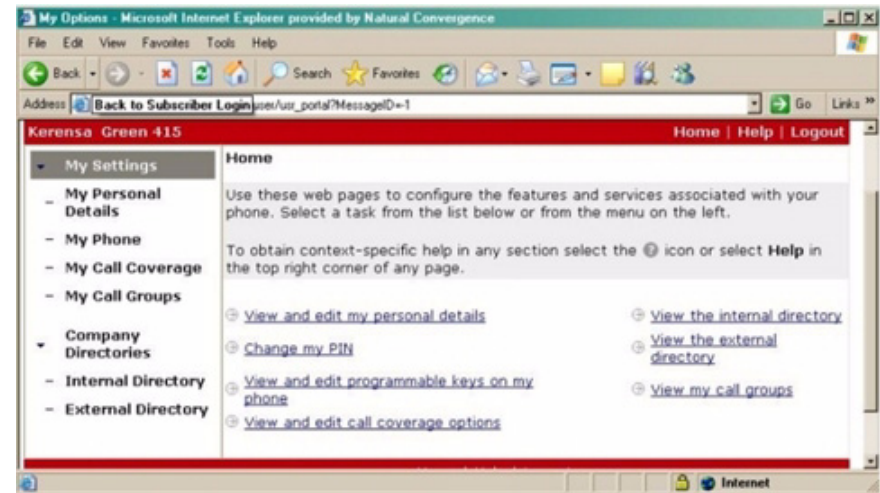 My Options - Microsoft Internet Explorer provided by Natural Convergence
File Edit View Favorites Tools Help
Back Search Favorites
Address Back to Subscriber Login user/usr_portal?MessageID=-1 Go Links »
Kerensa Green 415 Home | Help | Logout
My Settings
My Personal
Details
My Phone
My Call Coverage
My Call Groups
Company
Directories
Internal Directory
External Directory
Home
Use these web pages to configure the features and services associated with your
phone. Select a task from the list below or from the menu on the left.
To obtain context-specific help in any section select the ? icon or select Help in
the top right corner of any page.
View and edit my personal details
Change my PIN
View and edit programmable keys on my
phone
View and edit call coverage options
View the internal directory
View the external
directory
View my call groups
Internet